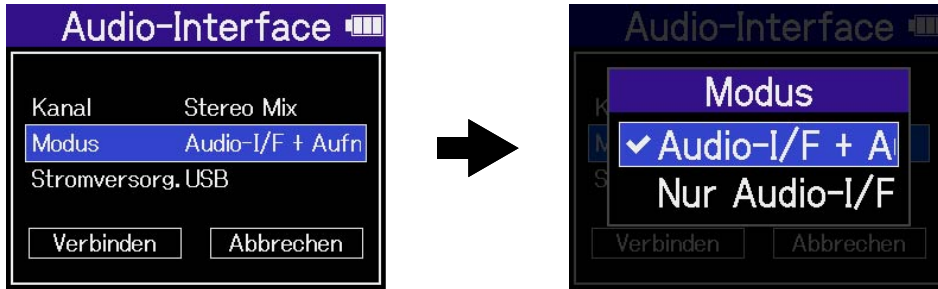 Audio-Interface
Kanal Stereo Mix
Modus Audio-I/F + Aufn
Stromversorg. USB
Verbinden Abbrechen
Audio-Interface
Modus
Audio-I/F + A
Nur Audio-I/F
Verbinden Abbrechen